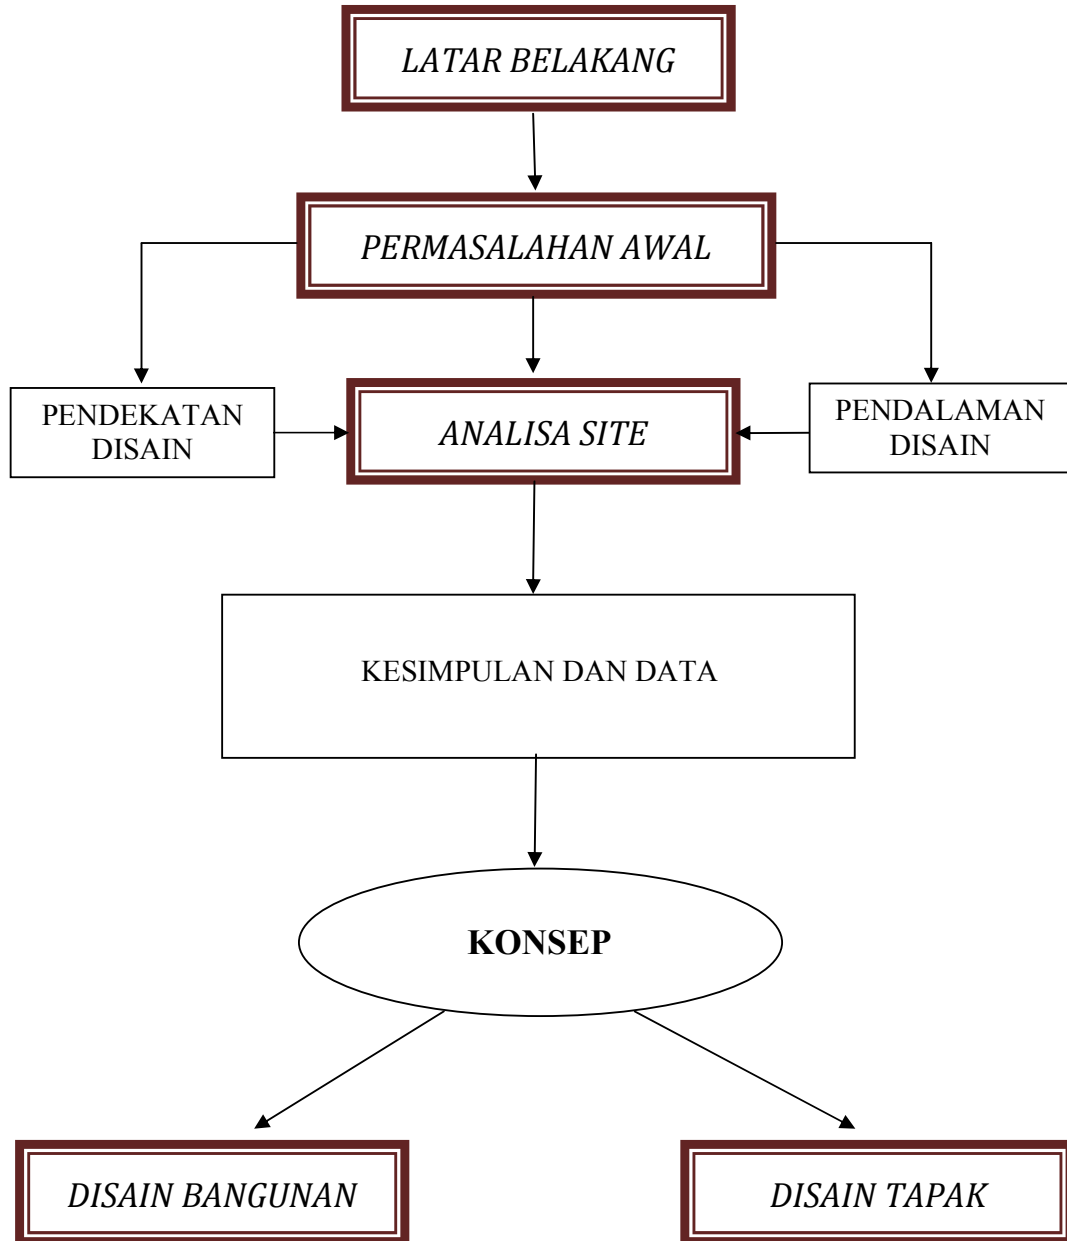 LATAR BELAKANG
PERMASALAHAN AWAL
PENDEKATAN
DISAIN
ANALISA SITE
PENDALAMAN
DISAIN
KESIMPULAN DAN DATA
KONSEP
DISAIN BANGUNAN
DISAIN TAPAK